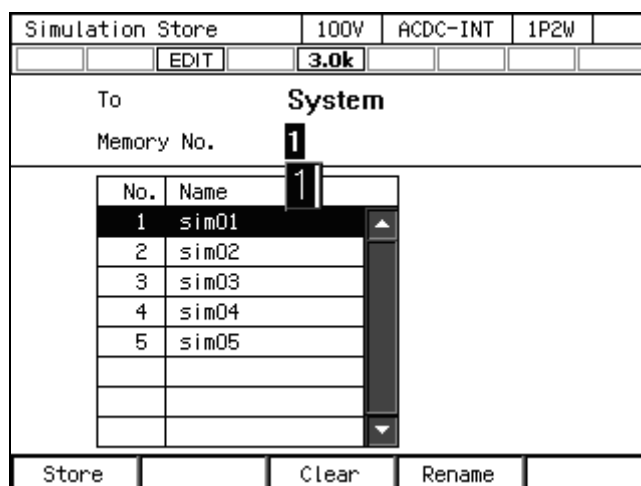 Simulation Store 100V ACDC-INT 1P2W
EDIT 3.0k
To System
Memory No. 1
1
No. Name
1 sim01
2 sim02
3 sim03
4 sim04
5 sim05
Store Clear Rename